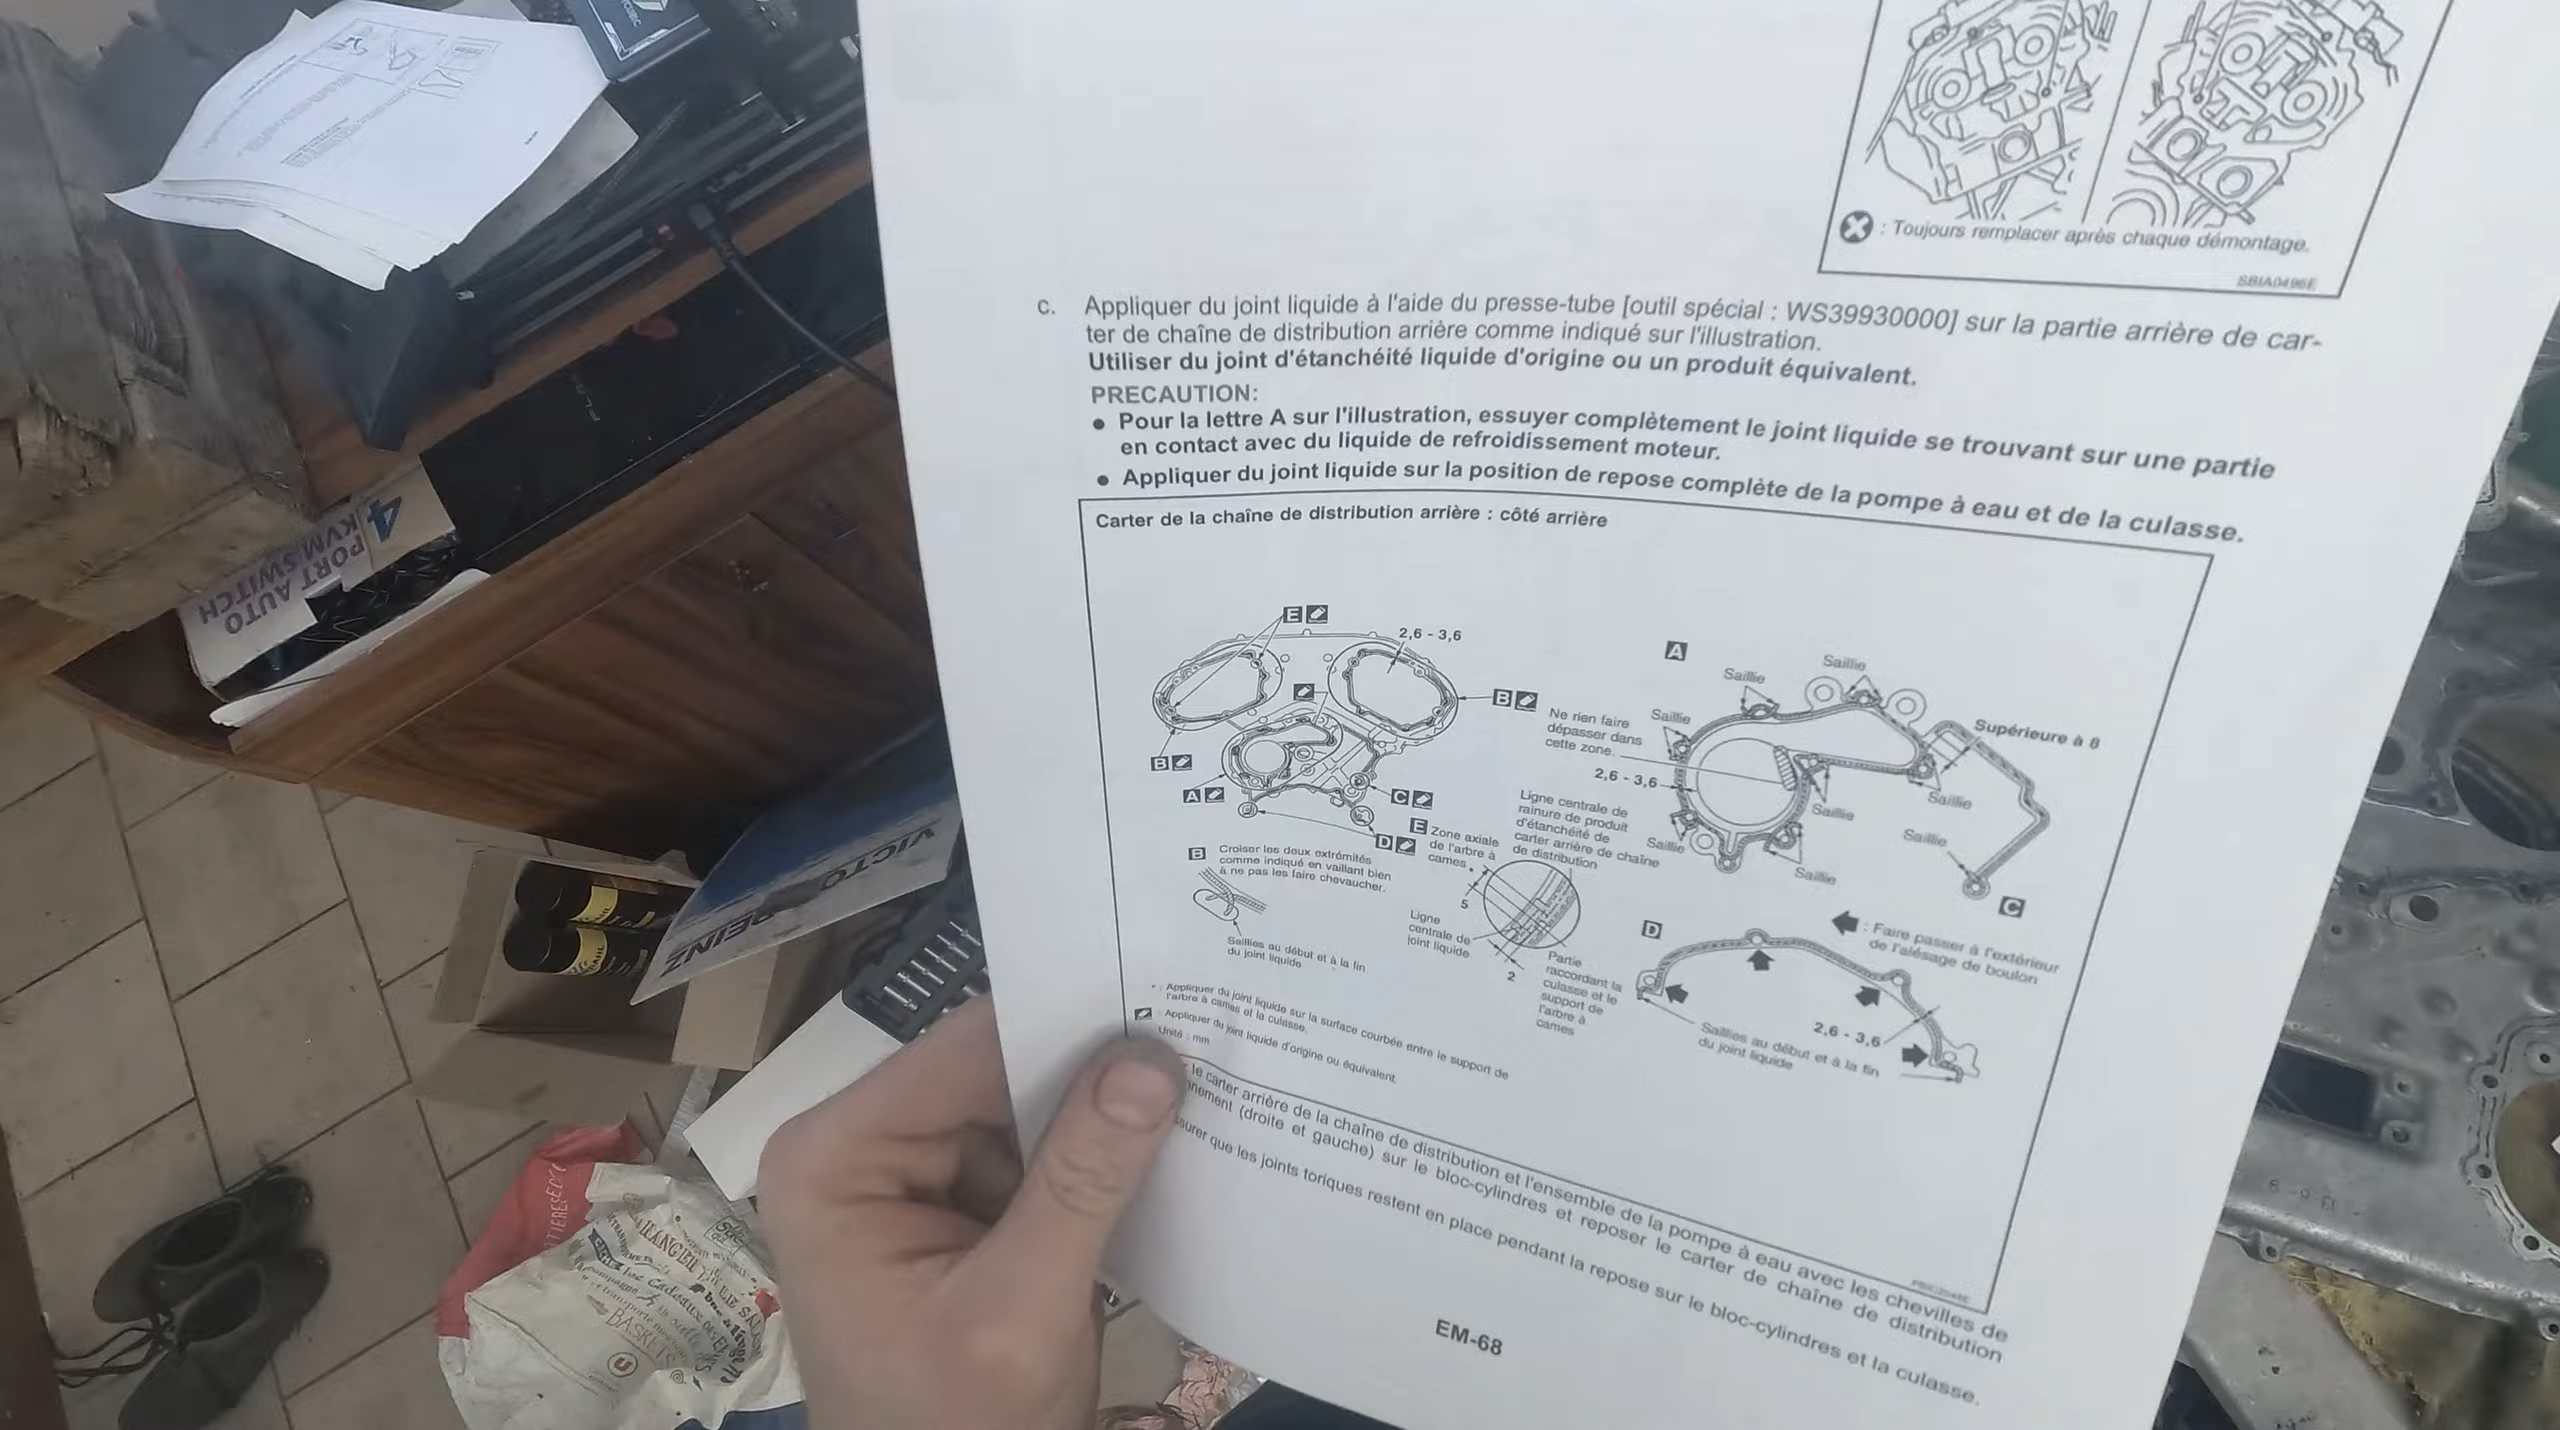 : Toujours remplacer après chaque démontage.
SBIA0496E
c. Appliquer du joint liquide à l'aide du presse-tube [outil spécial : WS39930000] sur la partie arrière de car-
ter de chaîne de distribution arrière comme indiqué sur l'illustration.
Utiliser du joint d'étanchéité liquide d'origine ou un produit équivalent.
PRECAUTION:
● Pour la lettre A sur l'illustration, essuyer complètement le joint liquide se trouvant sur une partie
en contact avec du liquide de refroidissement moteur.
● Appliquer du joint liquide sur la position de repose complète de la pompe à eau et de la culasse.
Carter de la chaîne de distribution arrière : côté arrière
E
2,6 - 3,6
B
B
A
C
D
A
Saillie
Saillie
Saillie
Ne rien faire
dépasser dans
cette zone.
Supérieure à 8
2,6 - 3,6
Saillie
Saillie
Saillie
Saillie
Saillie
C
Ligne centrale de
rainure de produit
d'étanchéité de
carter arrière de chaîne
de distribution
E Zone axiale
de l'arbre à
cames
5
2
Ligne
centrale de
joint liquide
Partie
raccordant la
culasse et le
support de
l'arbre à
cames
B Croiser les deux extrémités
comme indiqué en vaillant bien
à ne pas les faire chevaucher.
Saillies au début et à la fin
du joint liquide
D
: Faire passer à l'extérieur
de l'alésage de boulon
2,6 - 3,6
Saillies au début et à la fin
du joint liquide
* : Appliquer du joint liquide sur la surface courbée entre le support de
l'arbre à cames et la culasse.
: Appliquer du joint liquide d'origine ou équivalent.
Unité : mm
le carter arrière de la chaîne de distribution et l'ensemble de la pompe à eau avec les chevilles de
nement (droite et gauche) sur le bloc-cylindres et reposer le carter de chaîne de distribution
surer que les joints toriques restent en place pendant la repose sur le bloc-cylindres et la culasse.
EM-68
4
PORT AUTO
KVM SWITCH
VICTO
REINZ
BASKETS
U